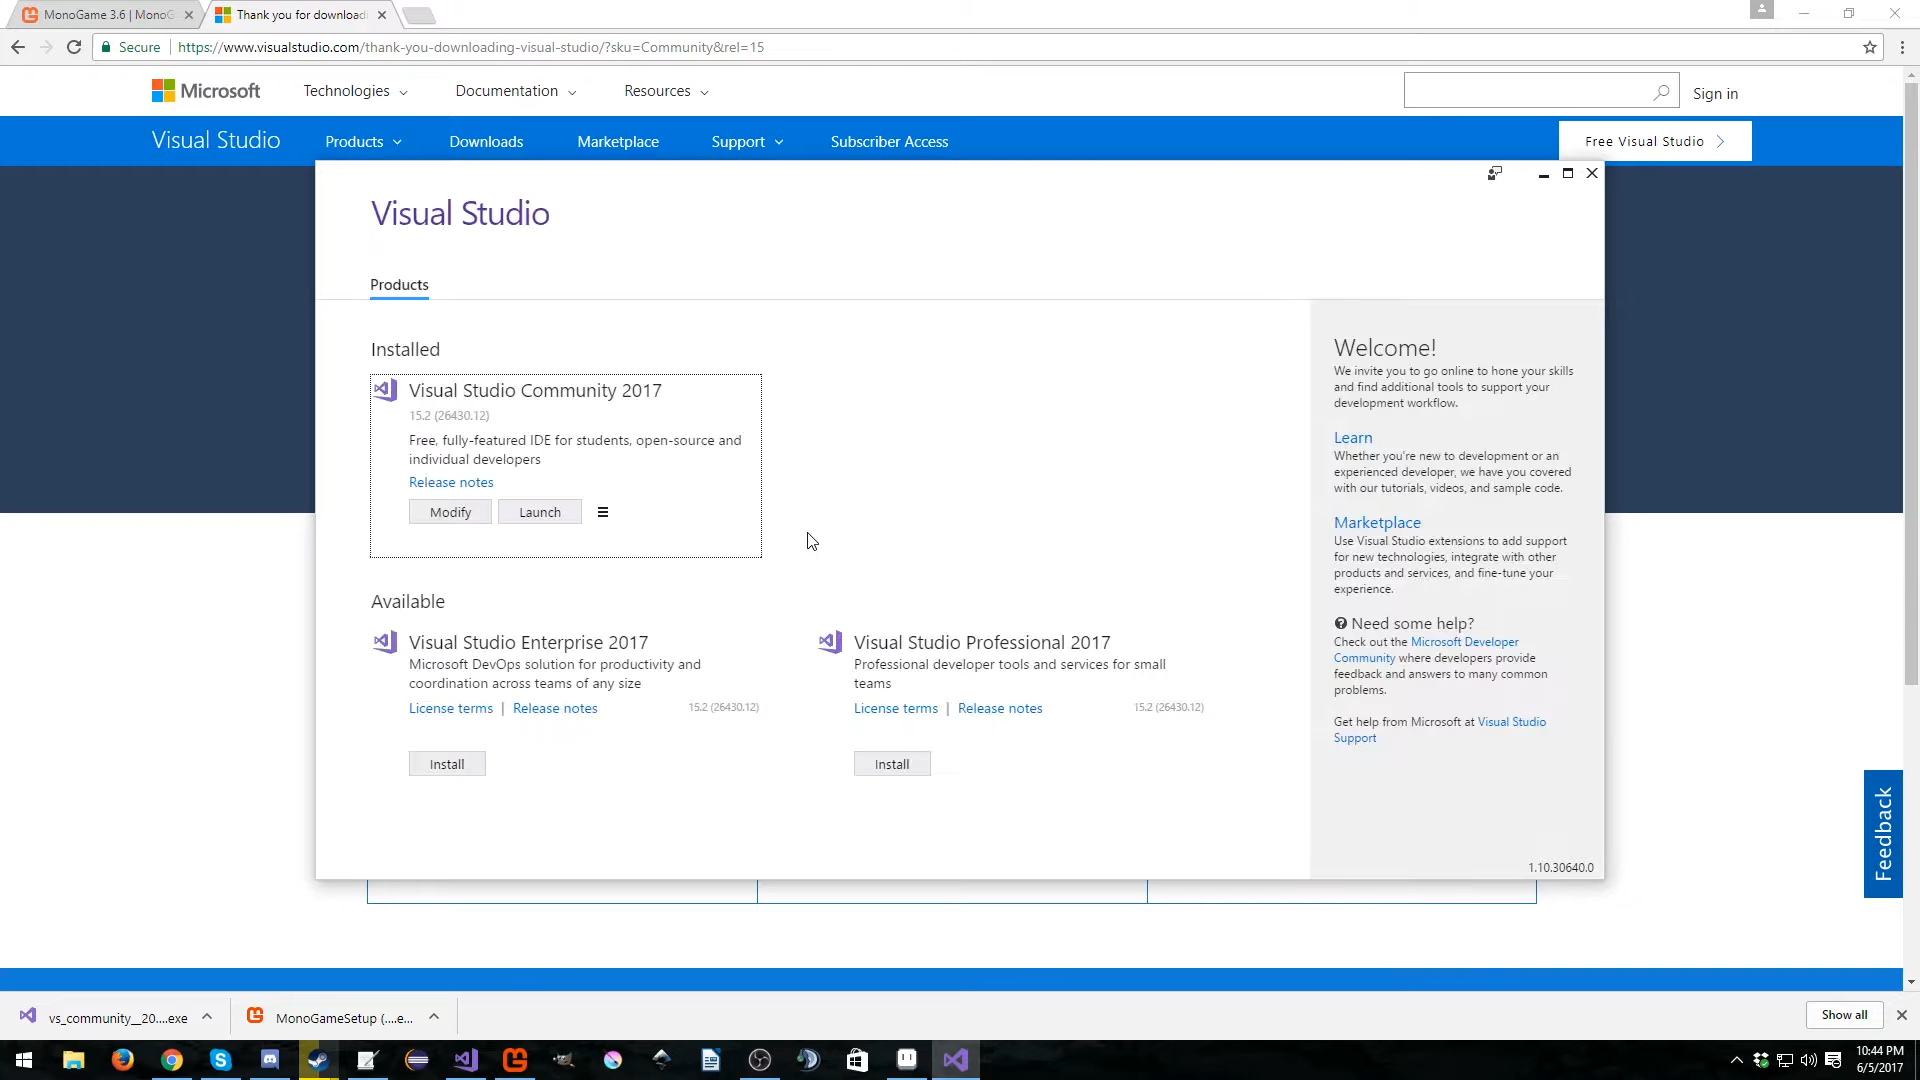 MonoGame 3.6 | MonoG
Thank you for downloadi
Secure
https://www.visualstudio.com/thank-you-downloading-visual-studio/?sku=Community&rel=15
Microsoft
Technologies
Documentation
Resources
Sign in
Visual Studio
Products
Downloads
Marketplace
Support
Subscriber Access
Free Visual Studio
Visual Studio
Products
Installed
Visual Studio Community 2017
15.2 (26430.12)
Free, fully-featured IDE for students, open-source and
individual developers
Release notes
Modify
Launch
Available
Visual Studio Enterprise 2017
Microsoft DevOps solution for productivity and
coordination across teams of any size
License terms | Release notes
15.2 (26430.12)
Install
Visual Studio Professional 2017
Professional developer tools and services for small
teams
License terms | Release notes
15.2 (26430.12)
Install
Welcome!
We invite you to go online to hone your skills
and find additional tools to support your
development workflow.
Learn
Whether you're new to development or an
experienced developer, we have you covered
with our tutorials, videos, and sample code.
Marketplace
Use Visual Studio extensions to add support
for new technologies, integrate with other
products and services, and fine-tune your
experience.
Need some help?
Check out the Microsoft Developer
Community where developers provide
feedback and answers to many common
problems.
Get help from Microsoft at Visual Studio
Support
1.10.30640.0
Feedback
vs_community__20....exe
MonoGameSetup (....e...
Show all
10:44 PM
6/5/2017